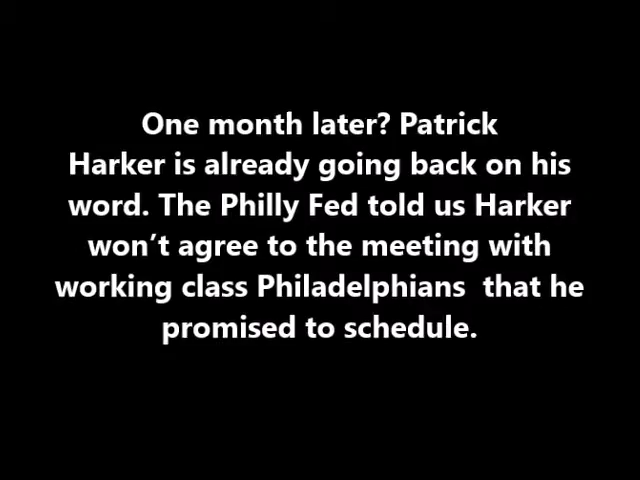 One month later? Patrick
Harker is already going back on his
word. The Philly Fed told us Harker
won’t agree to the meeting with
working class Philadelphians  that he
promised to schedule.